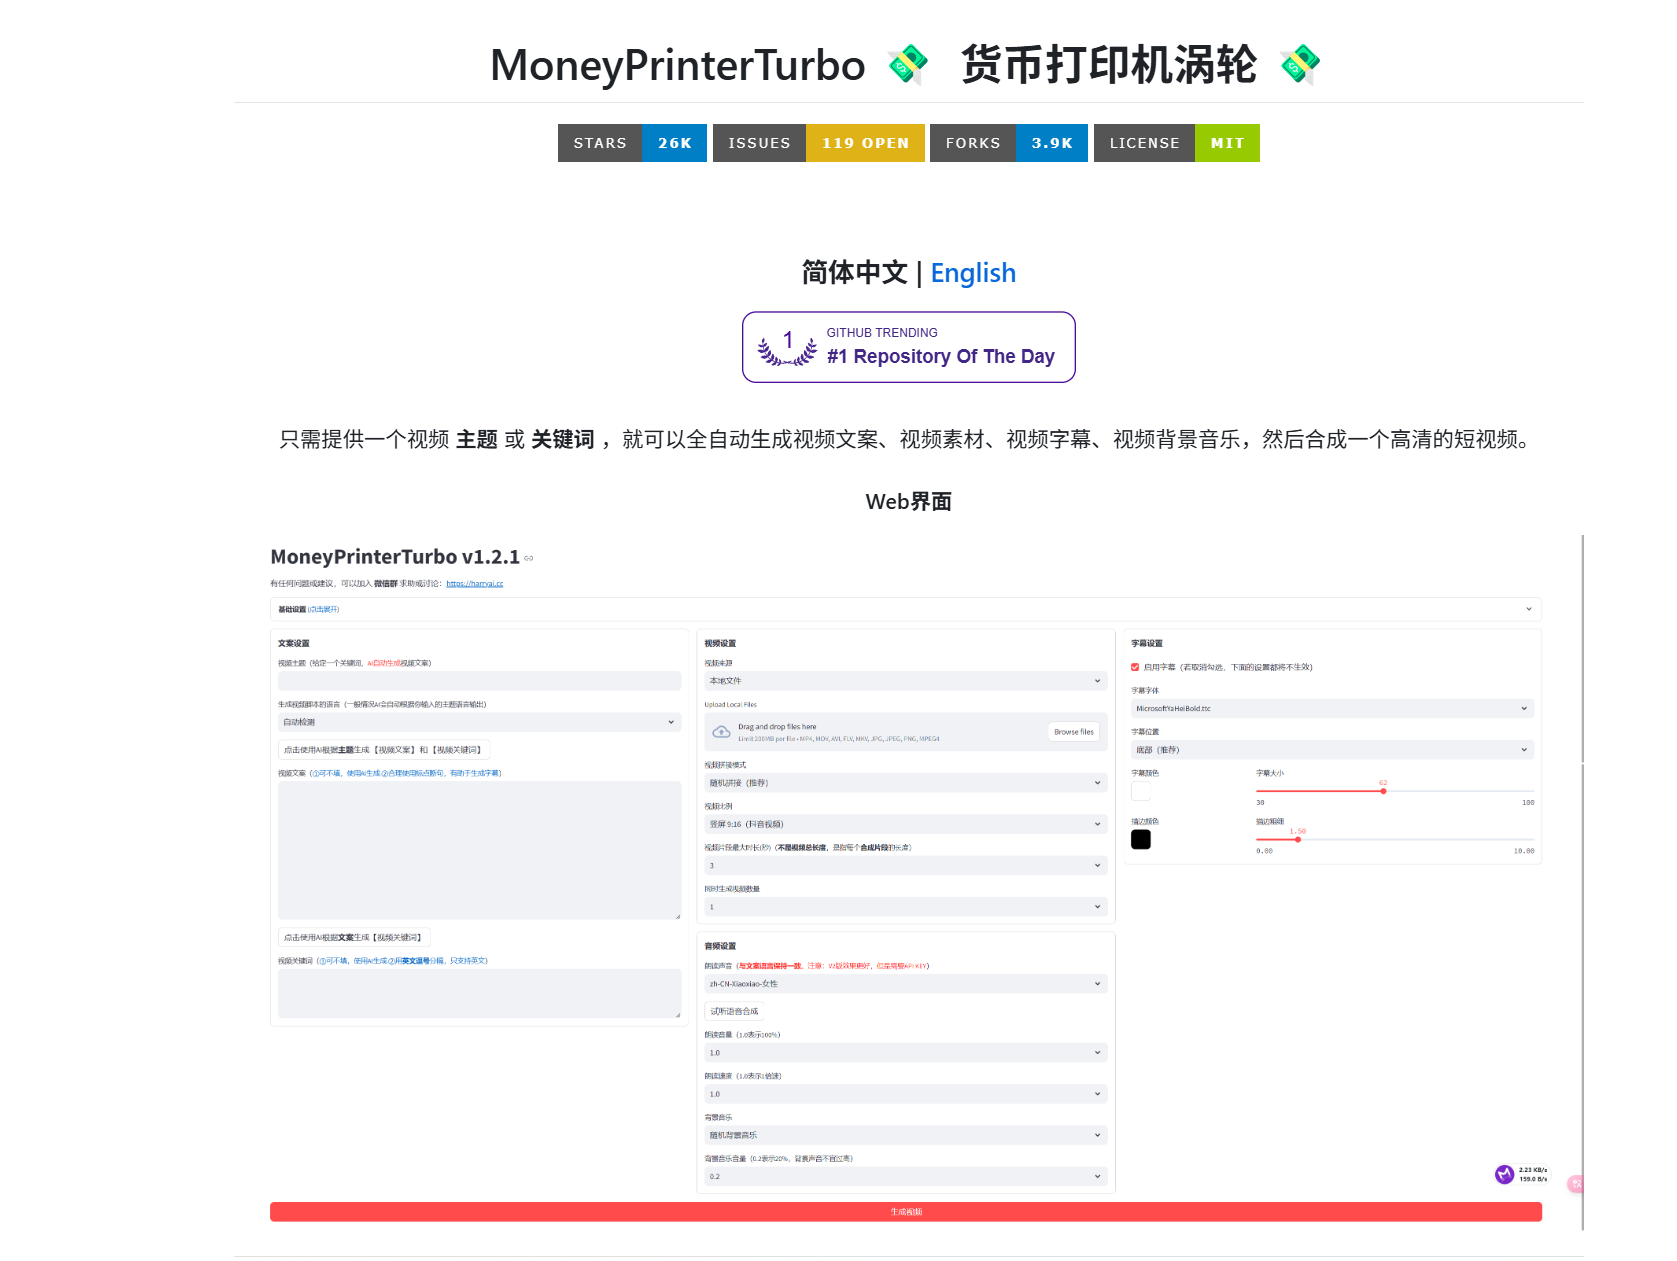 MoneyPrinterTurbo 💸 货币打印机涡轮 💸
STARS 26K ISSUES 119 OPEN FORKS 3.9K LICENSE MIT
简体中文 | English
1
GITHUB TRENDING
#1 Repository Of The Day
只需提供一个视频 主题 或 关键词 ，就可以全自动生成视频文案、视频素材、视频字幕、视频背景音乐，然后合成一个高清的短视频。
Web界面
MoneyPrinterTurbo v1.2.1
有任何问题或建议，可以加入 微信群 求助或讨论：https://harryai.cc
基础设置 (点击展开)
文案设置
视频主题（给定一个关键词，AI自动生成视频文案）
生成视频脚本的语言（一般情况AI会自动根据你输入的主题语言输出）
自动检测
点击使用AI根据主题生成【视频文案】和【视频关键词】
视频文案（①可不填，使用AI生成 ②合理使用标点断句，有助于生成字幕）
点击使用AI根据文案生成【视频关键词】
视频关键词（①可不填，使用AI生成 ②用英文逗号分隔，只支持英文）
视频设置
视频来源
本地文件
Upload Local Files
Drag and drop files here
Limit 200MB per file • MP4, MOV, AVI, FLV, MKV, JPG, JPEG, PNG, MPEG4
Browse files
视频拼接模式
随机拼接（推荐）
视频比例
竖屏 9:16（抖音视频）
视频片段最大时长(秒)（不是视频总长度，是指每个合成片段的长度）
3
同时生成视频数量
1
音频设置
朗读声音（与文案语言保持一致，注意：V2版效果更好，但是需要API KEY）
zh-CN-Xiaoxiao-女性
试听语音合成
朗读音量（1.0表示100%）
1.0
朗读速度（1.0表示1倍速）
1.0
背景音乐
随机背景音乐
背景音乐音量（0.2表示20%，背景声音不宜过高）
0.2
字幕设置
启用字幕（若取消勾选，下面的设置都将不生效）
字幕字体
MicrosoftYaHeiBold.ttc
字幕位置
底部（推荐）
字幕颜色
字幕大小
62
30 100
描边颜色
描边粗细
1.50
0.00 10.00
2.23 KB/s
159.0 B/s
生成视频